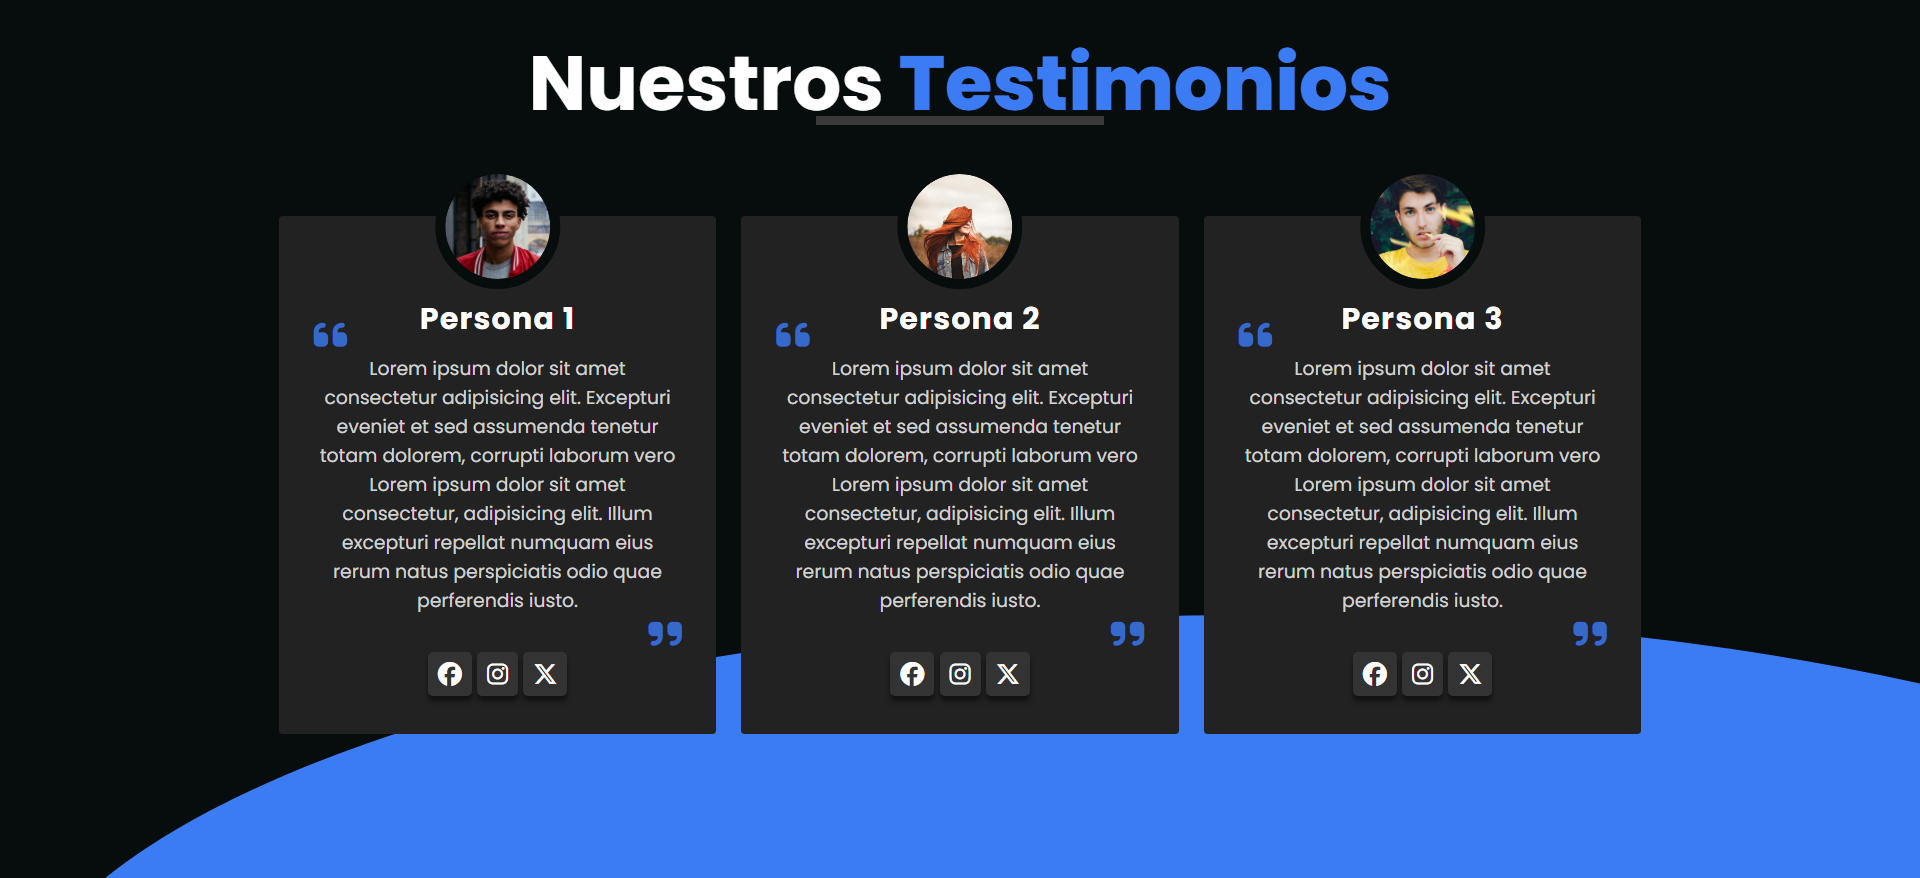 Nuestros Testimonios
Persona 1
“
Lorem ipsum dolor sit amet
consectetur adipisicing elit. Excepturi
eveniet et sed assumenda tenetur
totam dolorem, corrupti laborum vero
Lorem ipsum dolor sit amet
consectetur, adipisicing elit. Illum
excepturi repellat numquam eius
rerum natus perspiciatis odio quae
perferendis iusto.
”
Persona 2
“
Lorem ipsum dolor sit amet
consectetur adipisicing elit. Excepturi
eveniet et sed assumenda tenetur
totam dolorem, corrupti laborum vero
Lorem ipsum dolor sit amet
consectetur, adipisicing elit. Illum
excepturi repellat numquam eius
rerum natus perspiciatis odio quae
perferendis iusto.
”
Persona 3
“
Lorem ipsum dolor sit amet
consectetur adipisicing elit. Excepturi
eveniet et sed assumenda tenetur
totam dolorem, corrupti laborum vero
Lorem ipsum dolor sit amet
consectetur, adipisicing elit. Illum
excepturi repellat numquam eius
rerum natus perspiciatis odio quae
perferendis iusto.
”